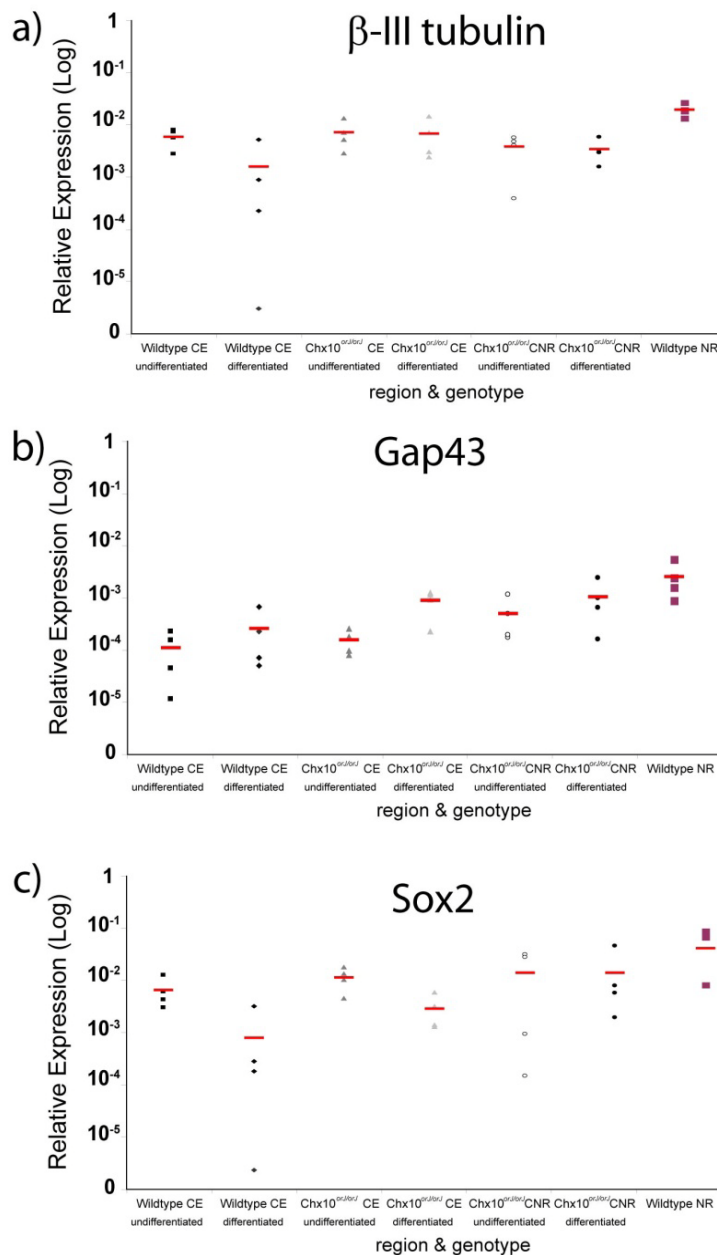 a)
β-III tubulin
Relative Expression (Log)
1
10-1
10-2
10-3
10-4
10-5
0
Wildtype CE undifferentiated
Wildtype CE differentiated
Chx10orJ/orJ CE undifferentiated
Chx10orJ/orJ CE differentiated
Chx10orJ/orJ CNR undifferentiated
Chx10orJ/orJ CNR differentiated
Wildtype NR
region & genotype
b)
Gap43
Relative Expression (Log)
1
10-1
10-2
10-3
10-4
10-5
0
Wildtype CE undifferentiated
Wildtype CE differentiated
Chx10orJ/orJ CE undifferentiated
Chx10orJ/orJ CE differentiated
Chx10orJ/orJ CNR undifferentiated
Chx10orJ/orJ CNR differentiated
Wildtype NR
region & genotype
c)
Sox2
Relative Expression (Log)
1
10-1
10-2
10-3
10-4
10-5
0
Wildtype CE undifferentiated
Wildtype CE differentiated
Chx10orJ/orJ CE undifferentiated
Chx10orJ/orJ CE differentiated
Chx10orJ/orJ CNR undifferentiated
Chx10orJ/orJ CNR differentiated
Wildtype NR
region & genotype